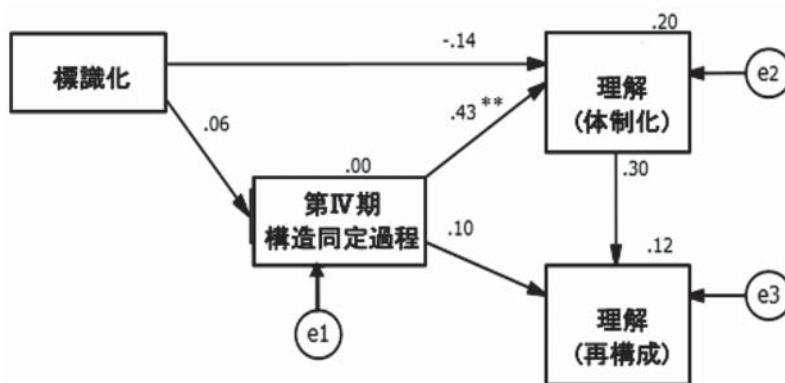 .20
-.14
標識化
理解
(体制化)
e2
.43 **
.06
.00
.30
第Ⅳ期
構造同定過程
.10
.12
理解
(再構成)
e3
e1